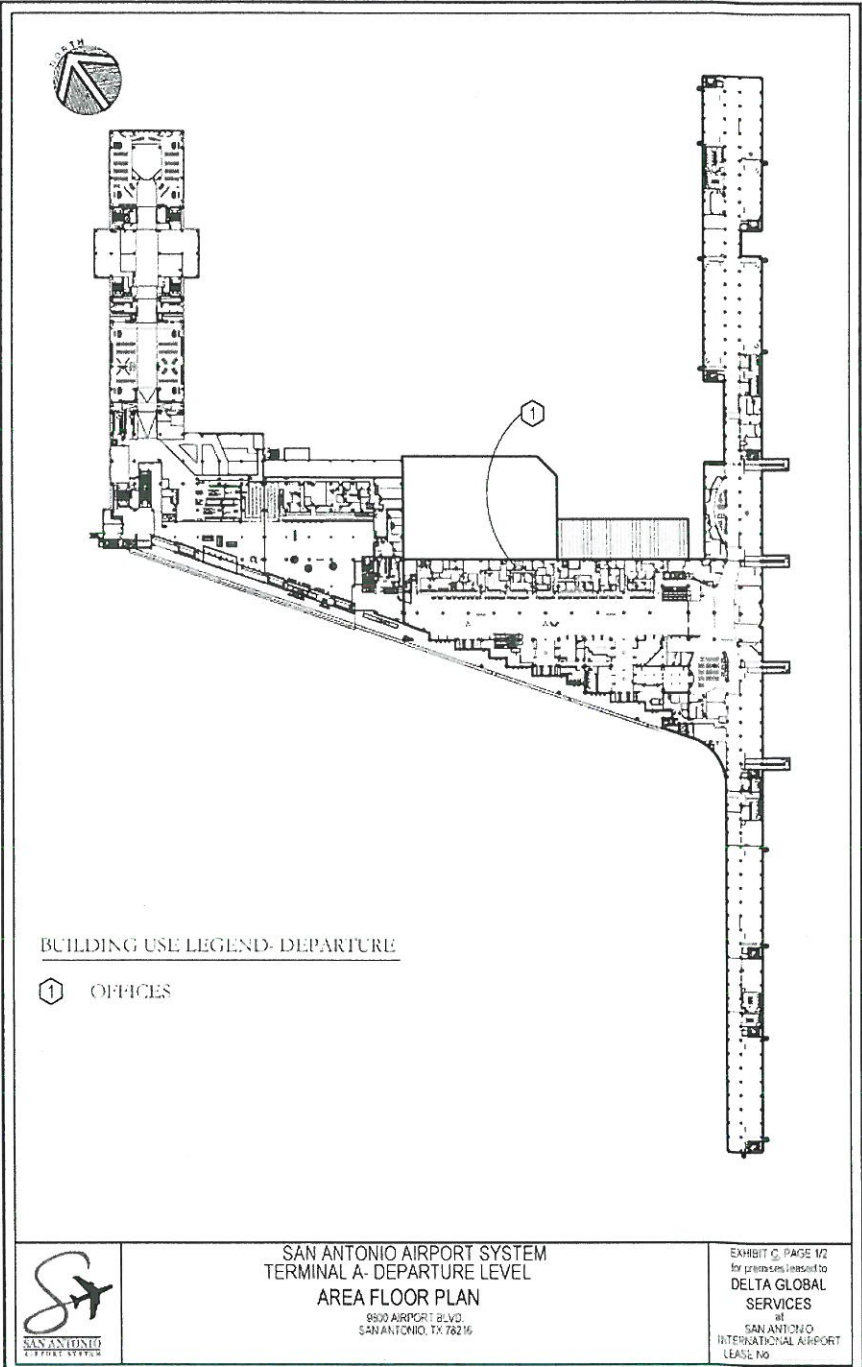 NORTH
1
BUILDING USE LEGEND- DEPARTURE
1 OFFICES
SAN ANTONIO
AIRPORT SYSTEM
SAN ANTONIO AIRPORT SYSTEM
TERMINAL A- DEPARTURE LEVEL
AREA FLOOR PLAN
9800 AIRPORT BLVD.
SAN ANTONIO, TX 78216
EXHIBIT C, PAGE 1/2
for premises leased to
DELTA GLOBAL
SERVICES
at
SAN ANTONIO
INTERNATIONAL AIRPORT
LEASE No